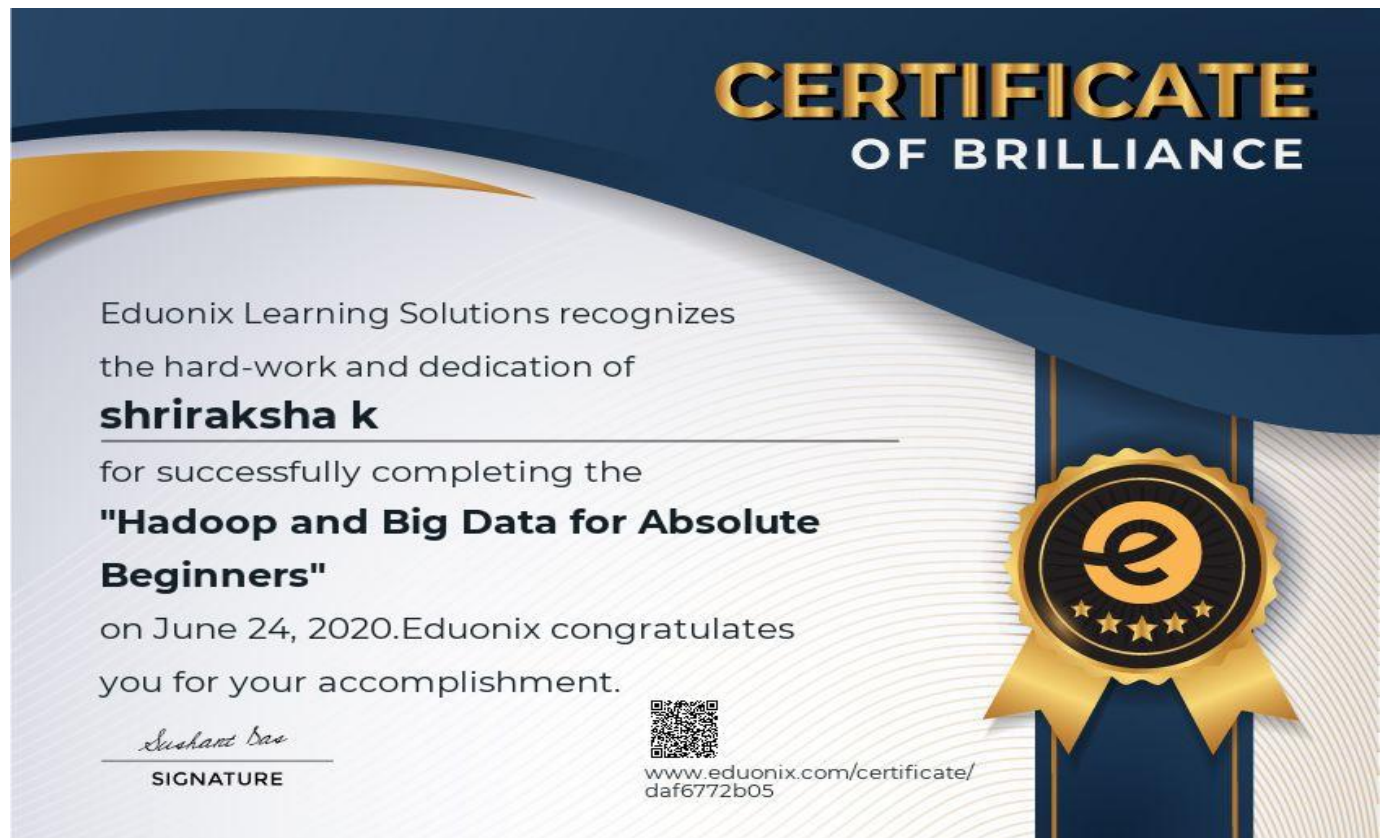 CERTIFICATE
OF BRILLIANCE
Eduonix Learning Solutions recognizes
the hard-work and dedication of
shriraksha k
for successfully completing the
"Hadoop and Big Data for Absolute
Beginners"
on June 24, 2020.Eduonix congratulates
you for your accomplishment.
Sushant Das
SIGNATURE
www.eduonix.com/certificate/
daf6772b05
e